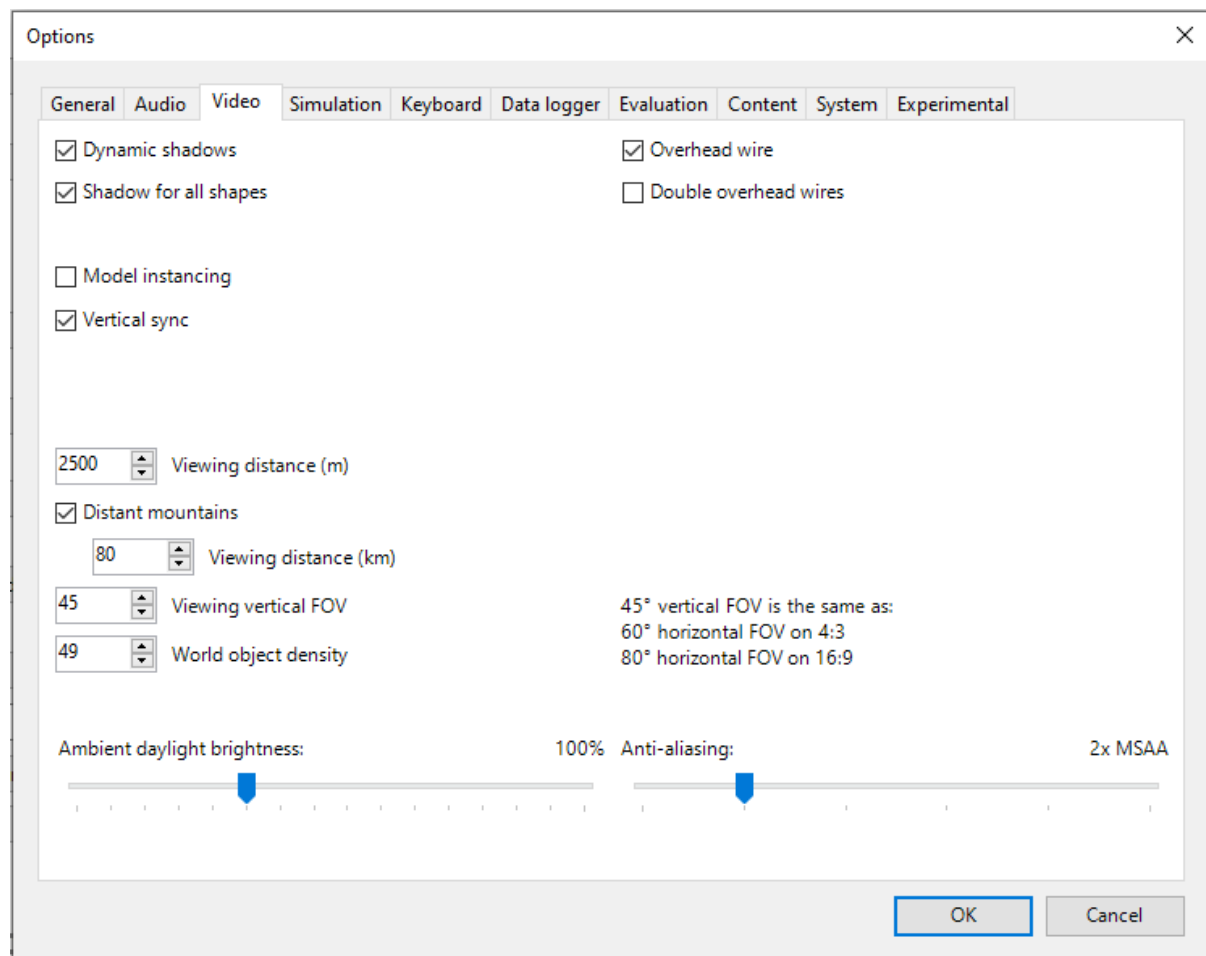 Options
General Audio Video Simulation Keyboard Data logger Evaluation Content System Experimental
Dynamic shadows
Overhead wire
Shadow for all shapes
Double overhead wires
Model instancing
Vertical sync
2500 Viewing distance (m)
Distant mountains
80 Viewing distance (km)
45 Viewing vertical FOV
49 World object density
45° vertical FOV is the same as:
60° horizontal FOV on 4:3
80° horizontal FOV on 16:9
Ambient daylight brightness: 100%
Anti-aliasing: 2x MSAA
OK Cancel